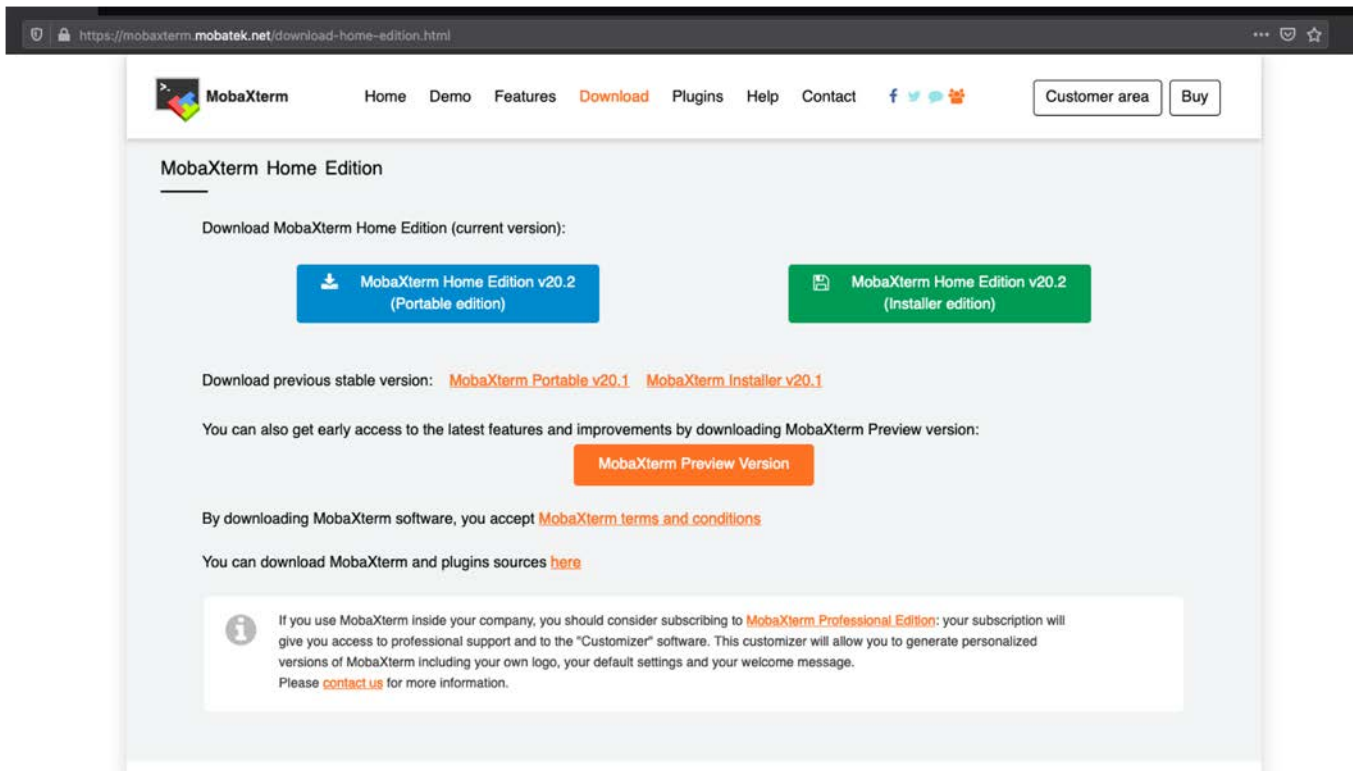 https://mobaxterm.mobatek.net/download-home-edition.html
MobaXterm Home Demo Features Download Plugins Help Contact Customer area Buy
MobaXterm Home Edition
Download MobaXterm Home Edition (current version):
MobaXterm Home Edition v20.2
(Portable edition)
MobaXterm Home Edition v20.2
(Installer edition)
Download previous stable version: MobaXterm Portable v20.1 MobaXterm Installer v20.1
You can also get early access to the latest features and improvements by downloading MobaXterm Preview version:
MobaXterm Preview Version
By downloading MobaXterm software, you accept MobaXterm terms and conditions
You can download MobaXterm and plugins sources here
If you use MobaXterm inside your company, you should consider subscribing to MobaXterm Professional Edition: your subscription will
give you access to professional support and to the "Customizer" software. This customizer will allow you to generate personalized
versions of MobaXterm including your own logo, your default settings and your welcome message.
Please contact us for more information.